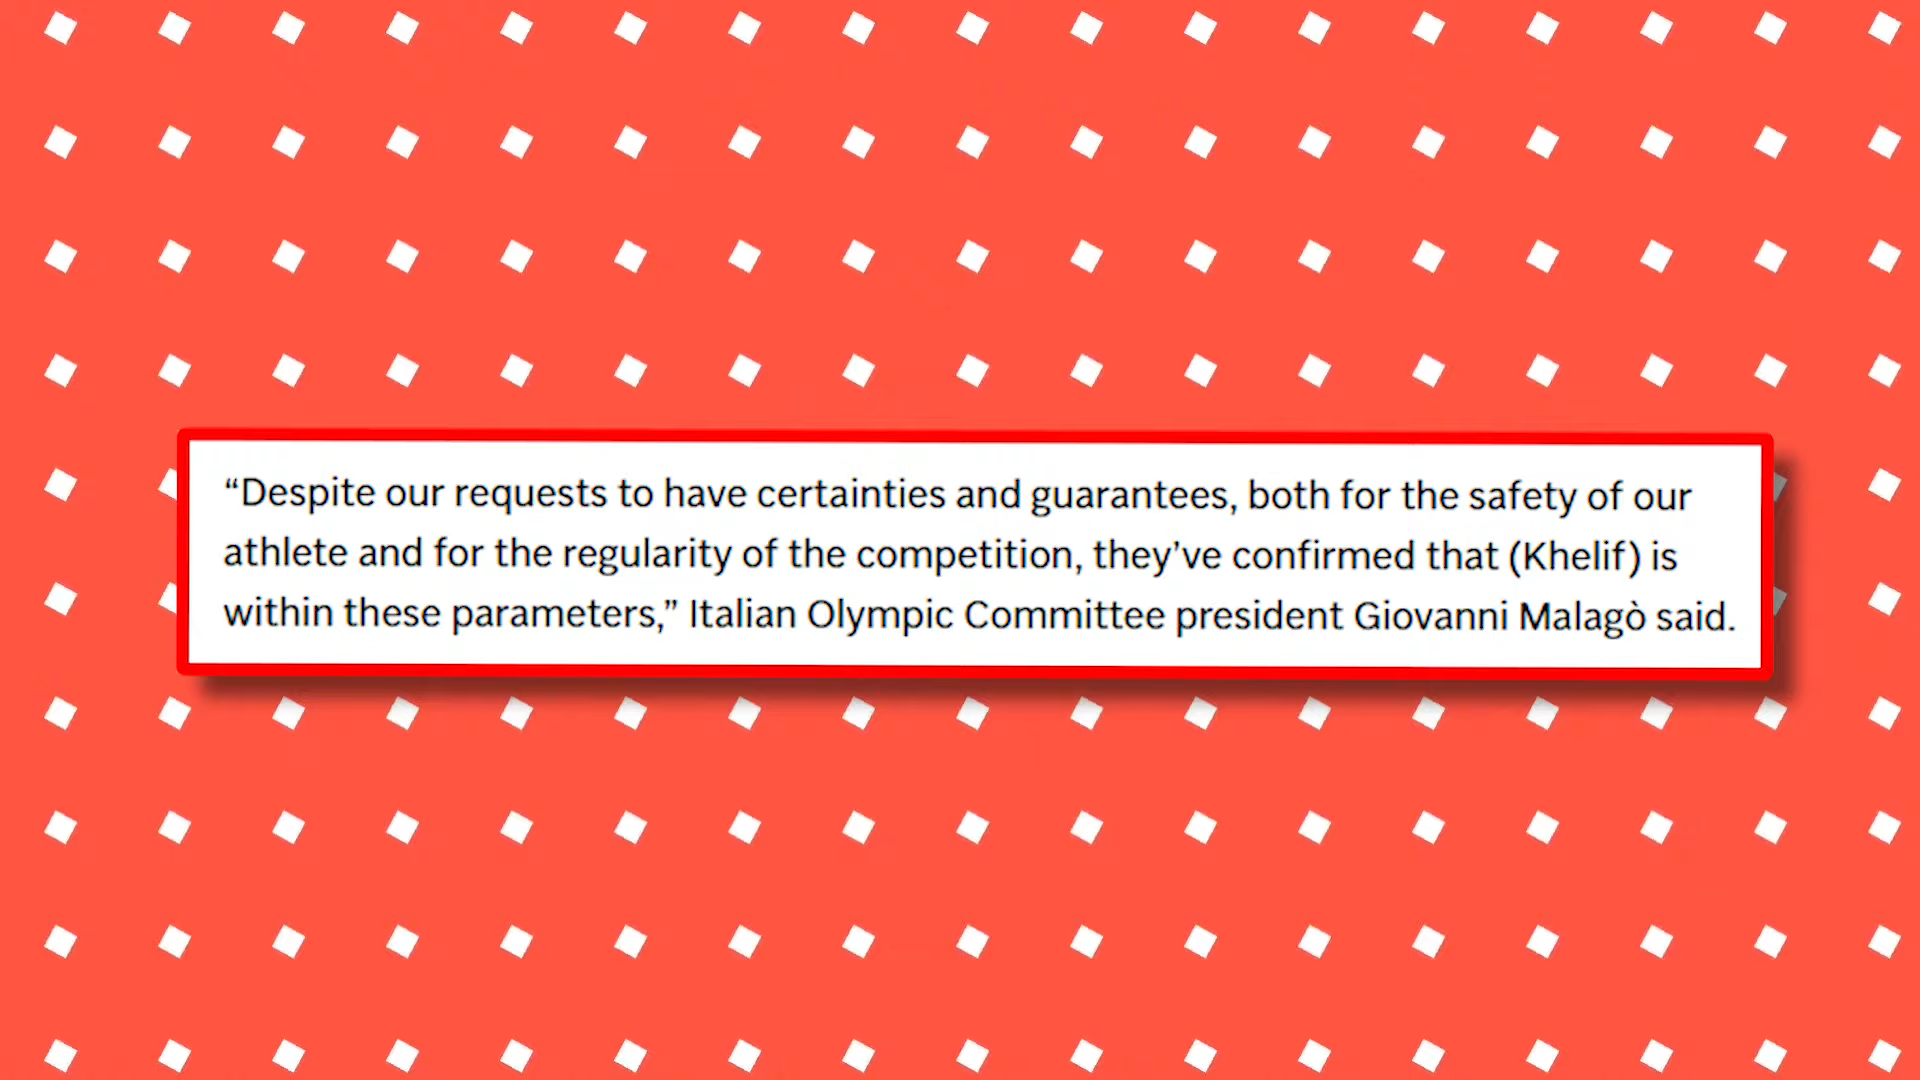 “Despite our requests to have certainties and guarantees, both for the safety of our
athlete and for the regularity of the competition, they’ve confirmed that (Khelif) is
within these parameters,” Italian Olympic Committee president Giovanni Malagò said.